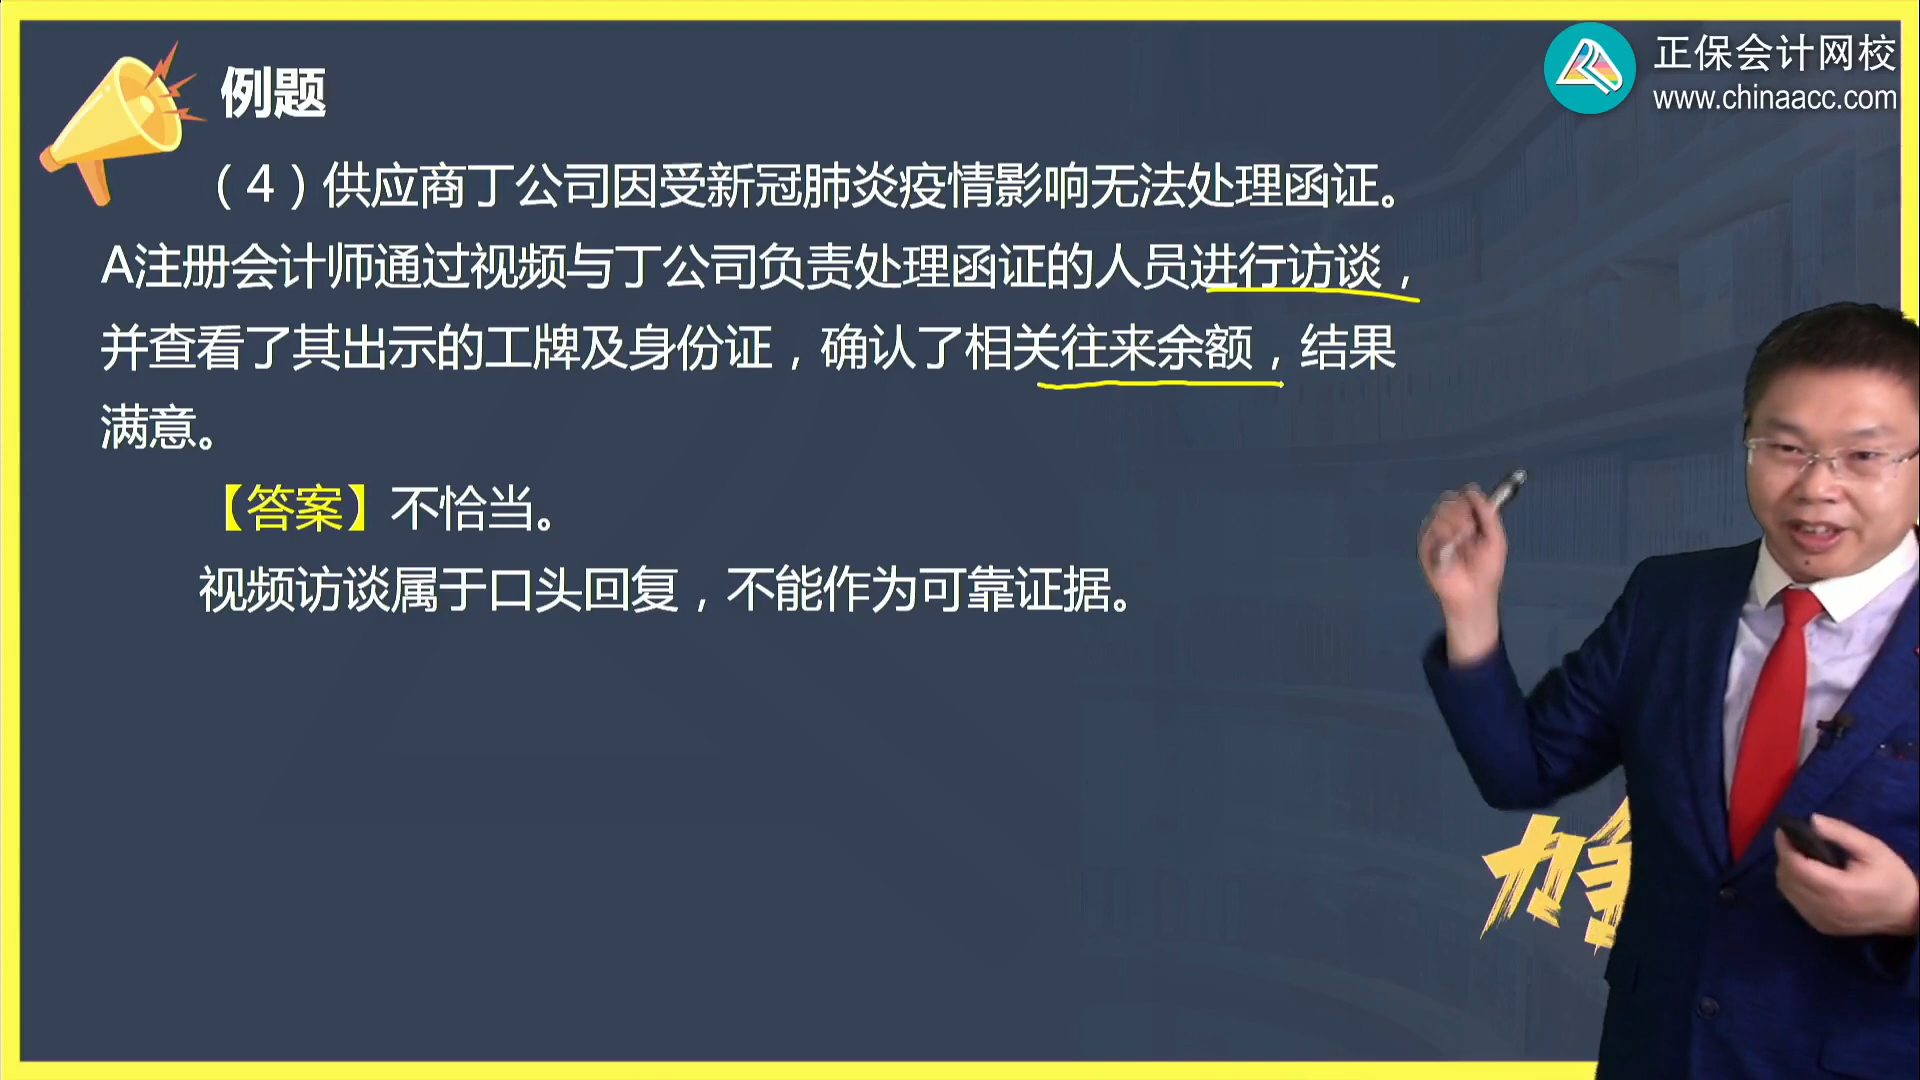 正保会计网校
www.chinaacc.com
例题
（4）供应商丁公司因受新冠肺炎疫情影响无法处理函证。
A注册会计师通过视频与丁公司负责处理函证的人员进行访谈，
并查看了其出示的工牌及身份证，确认了相关往来余额，结果
满意。
【答案】不恰当。
视频访谈属于口头回复，不能作为可靠证据。
力争